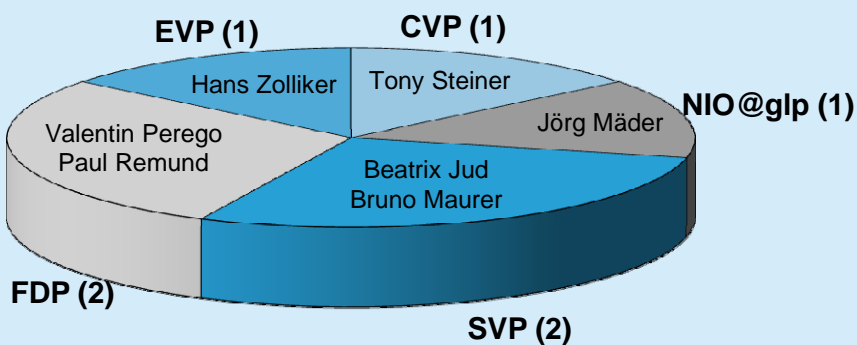 EVP (1)
CVP (1)
Hans Zolliker
Tony Steiner
NIO@glp (1)
Jörg Mäder
Valentin Perego
Paul Remund
Beatrix Jud
Bruno Maurer
FDP (2)
SVP (2)